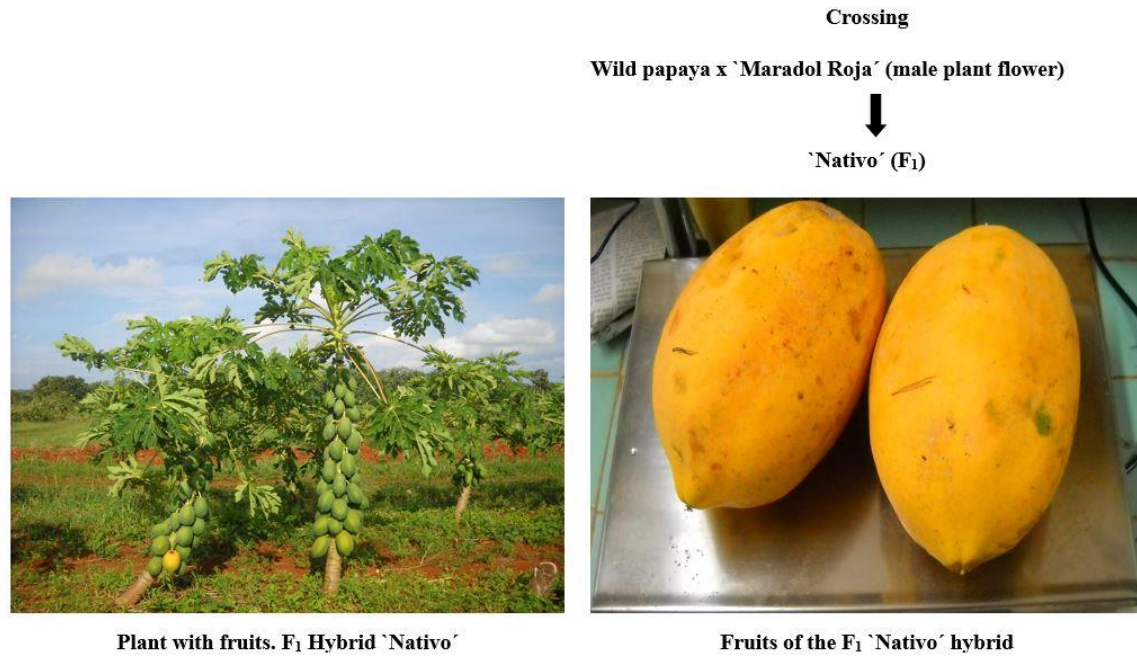 Crossing
Wild papaya x `Maradol Roja´ (male plant flower)
`Nativo´ (F₁)
Plant with fruits. F₁ Hybrid `Nativo´
Fruits of the F₁ `Nativo´ hybrid